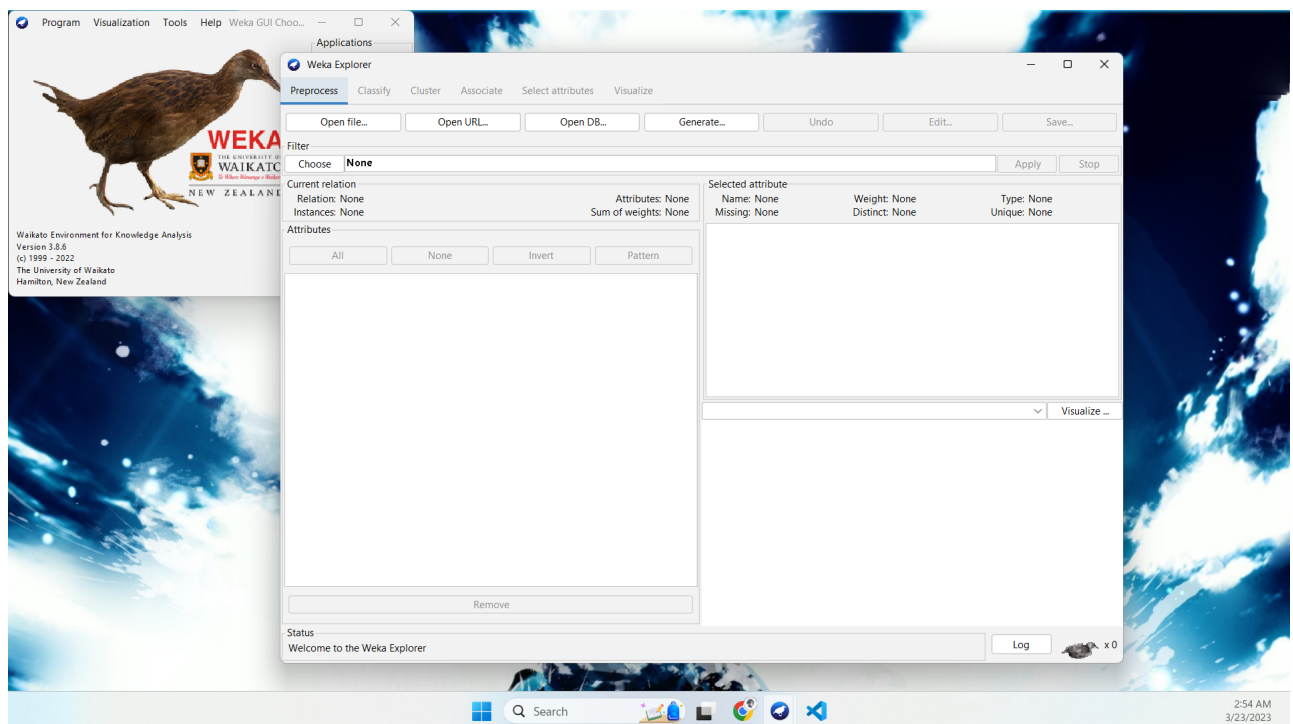 Program Visualization Tools Help Weka GUI Choo...
Applications
WEKA
THE UNIVERSITY O
WAIKATO
NEW ZEALAND
Waikato Environment for Knowledge Analysis
Version 3.8.6
(c) 1999 - 2022
The University of Waikato
Hamilton, New Zealand
Weka Explorer
Preprocess Classify Cluster Associate Select attributes Visualize
Open file... Open URL... Open DB... Generate... Undo Edit... Save...
Filter
Choose None Apply Stop
Current relation
Relation: None Attributes: None
Instances: None Sum of weights: None
Selected attribute
Name: None Weight: None Type: None
Missing: None Distinct: None Unique: None
Attributes
All None Invert Pattern
Visualize ...
Remove
Status
Welcome to the Weka Explorer
Log x 0
Search
2:54 AM
3/23/2023